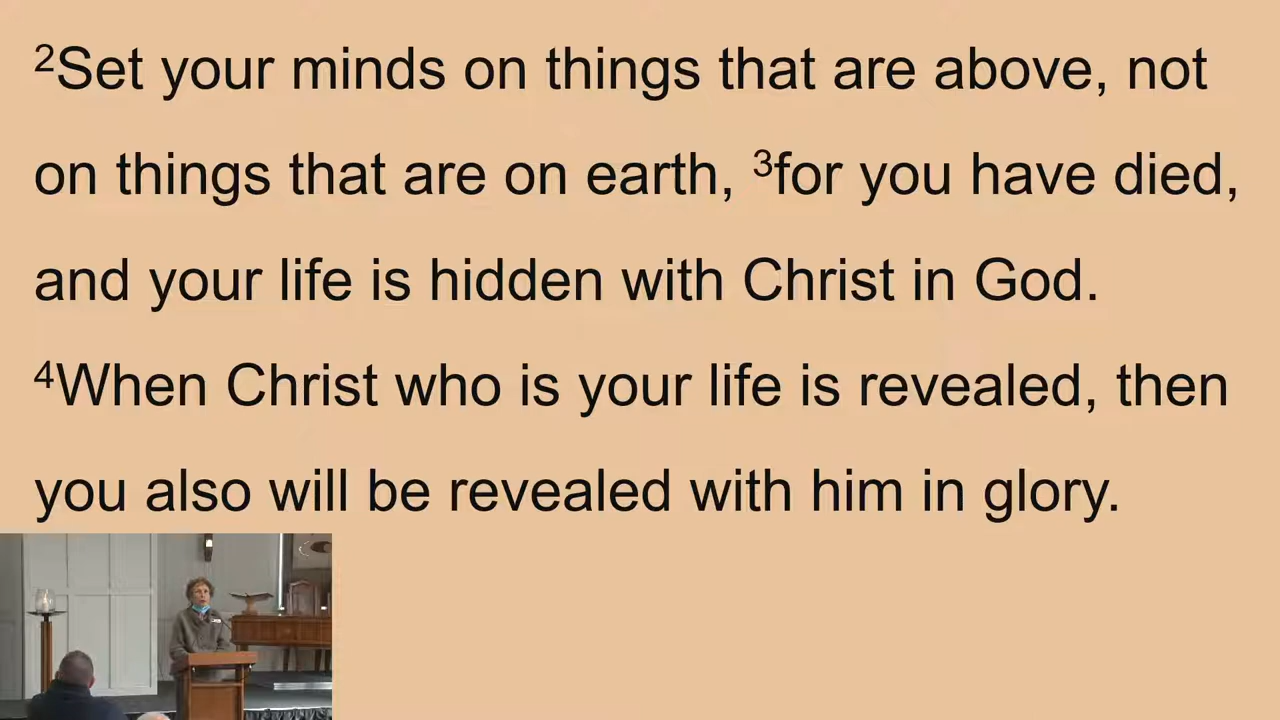 ²Set your minds on things that are above, not
on things that are on earth, ³for you have died,
and your life is hidden with Christ in God.
⁴When Christ who is your life is revealed, then
you also will be revealed with him in glory.